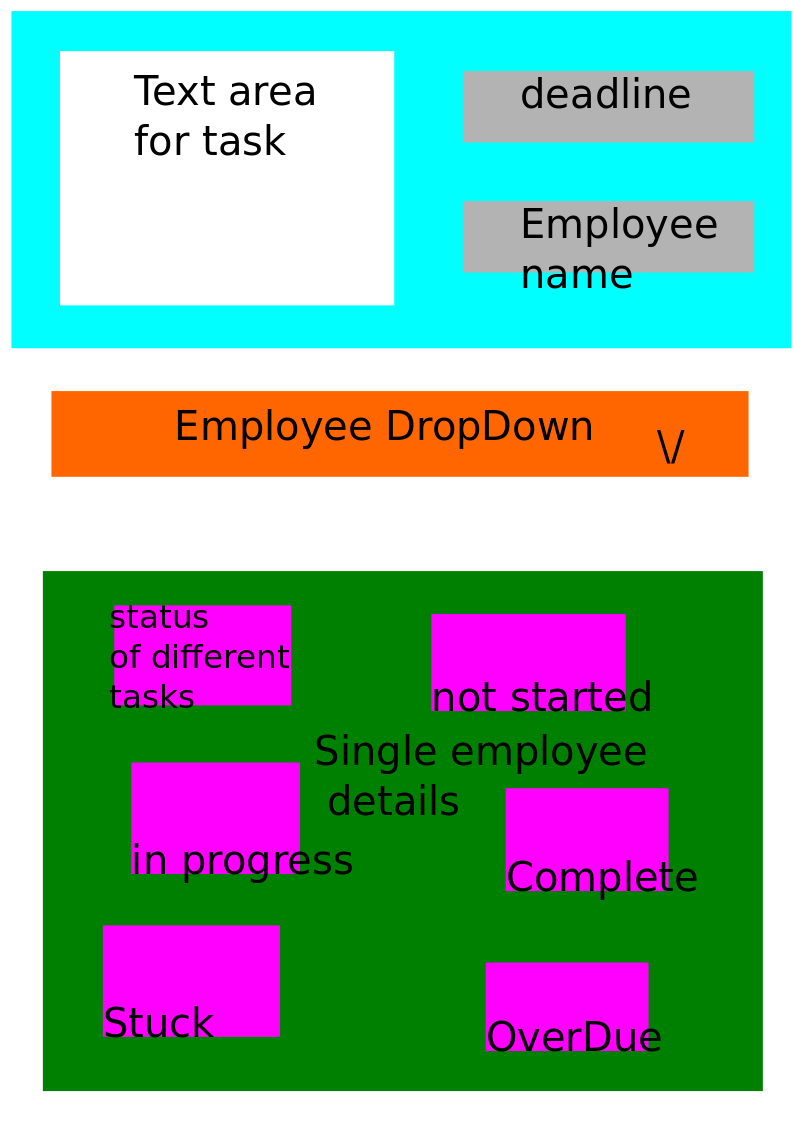 Text area
for task
deadline
Employee
name
Employee DropDown
\/
status
of different
tasks
not started
Single employee
details
in progress
Complete
Stuck
OverDue